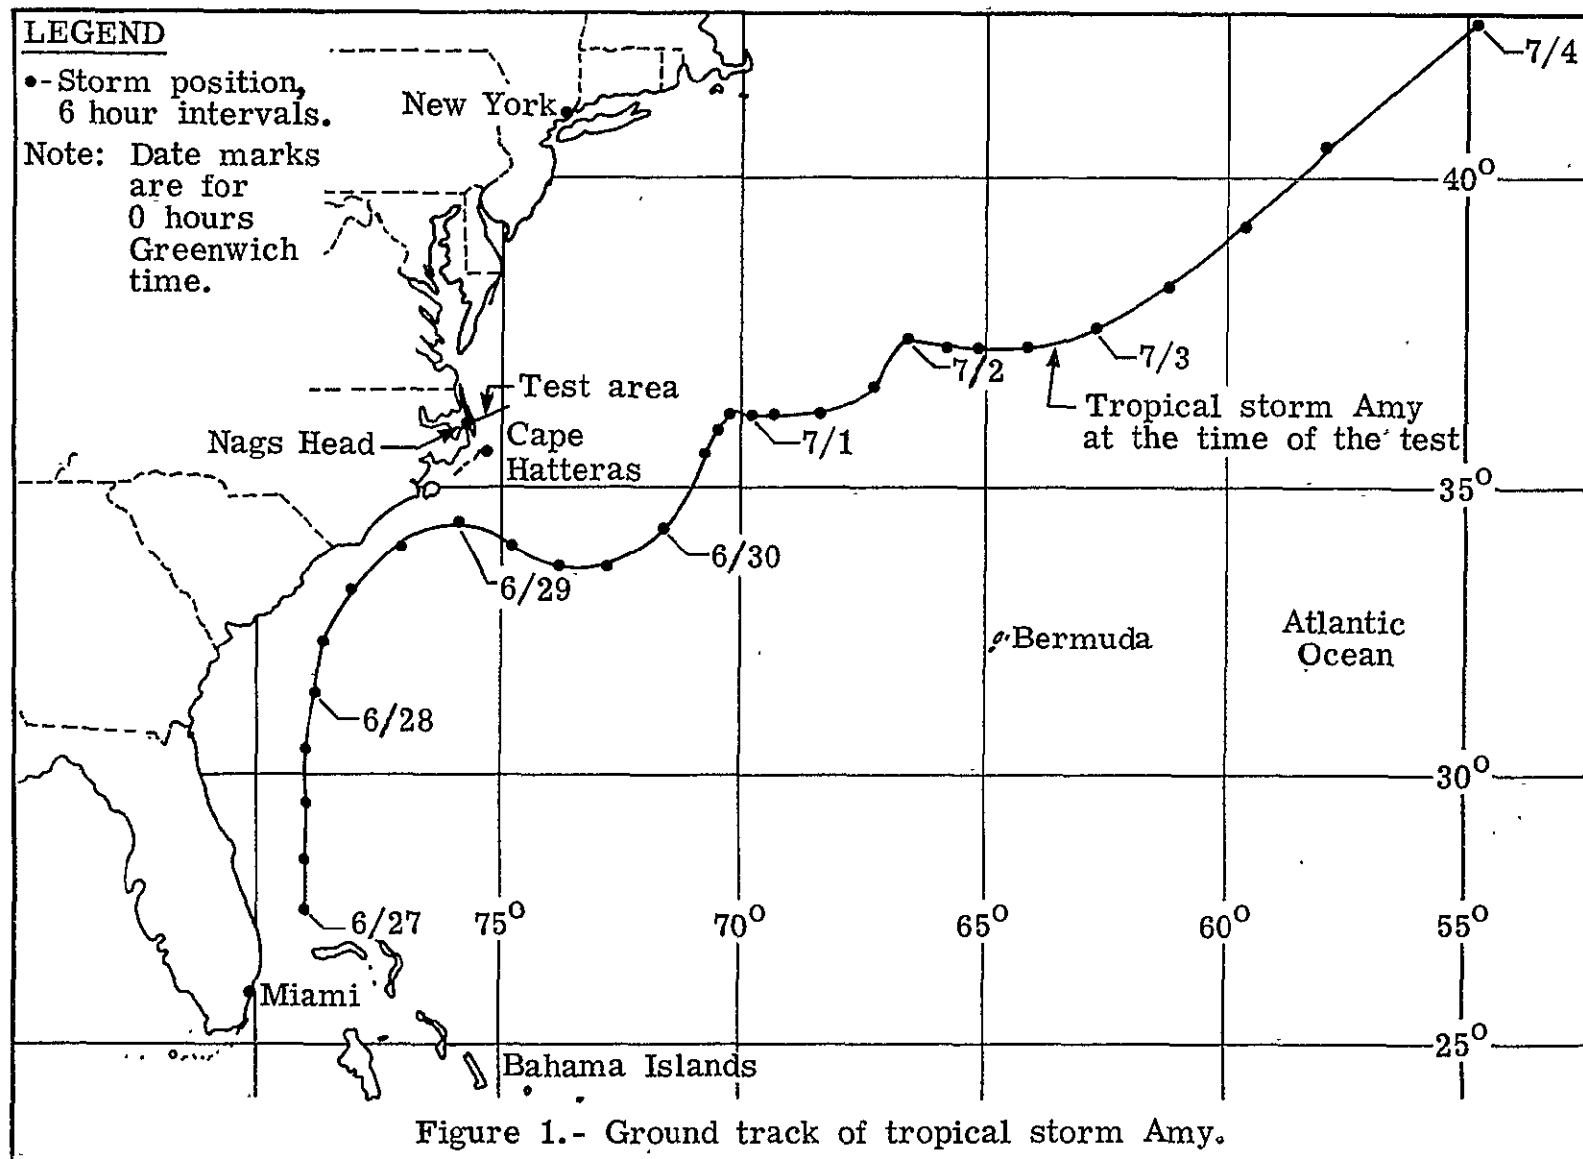 LEGEND
•- Storm position,
6 hour intervals.
Note: Date marks
are for
0 hours
Greenwich
time.
New York
7/4
40°
7/3
7/2
Test area
Tropical storm Amy
at the time of the test
7/1
Nags Head
Cape
Hatteras
35°
6/30
6/29
Atlantic
Ocean
Bermuda
6/28
30°
6/27
75°
70°
65°
60°
55°
Miami
25°
Bahama Islands
Figure 1.- Ground track of tropical storm Amy.